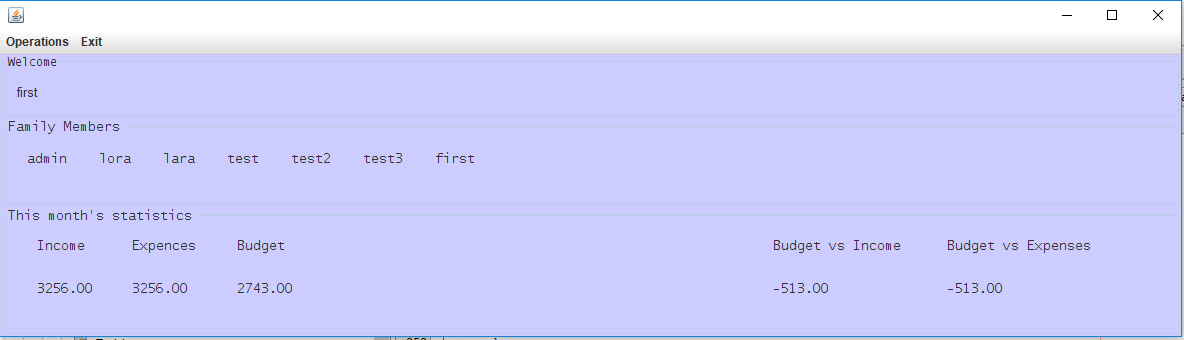 Operations Exit
Welcome
first
Family Members
admin lora lara test test2 test3 first
This month's statistics
Income Expences Budget Budget vs Income Budget vs Expenses
3256.00 3256.00 2743.00 -513.00 -513.00